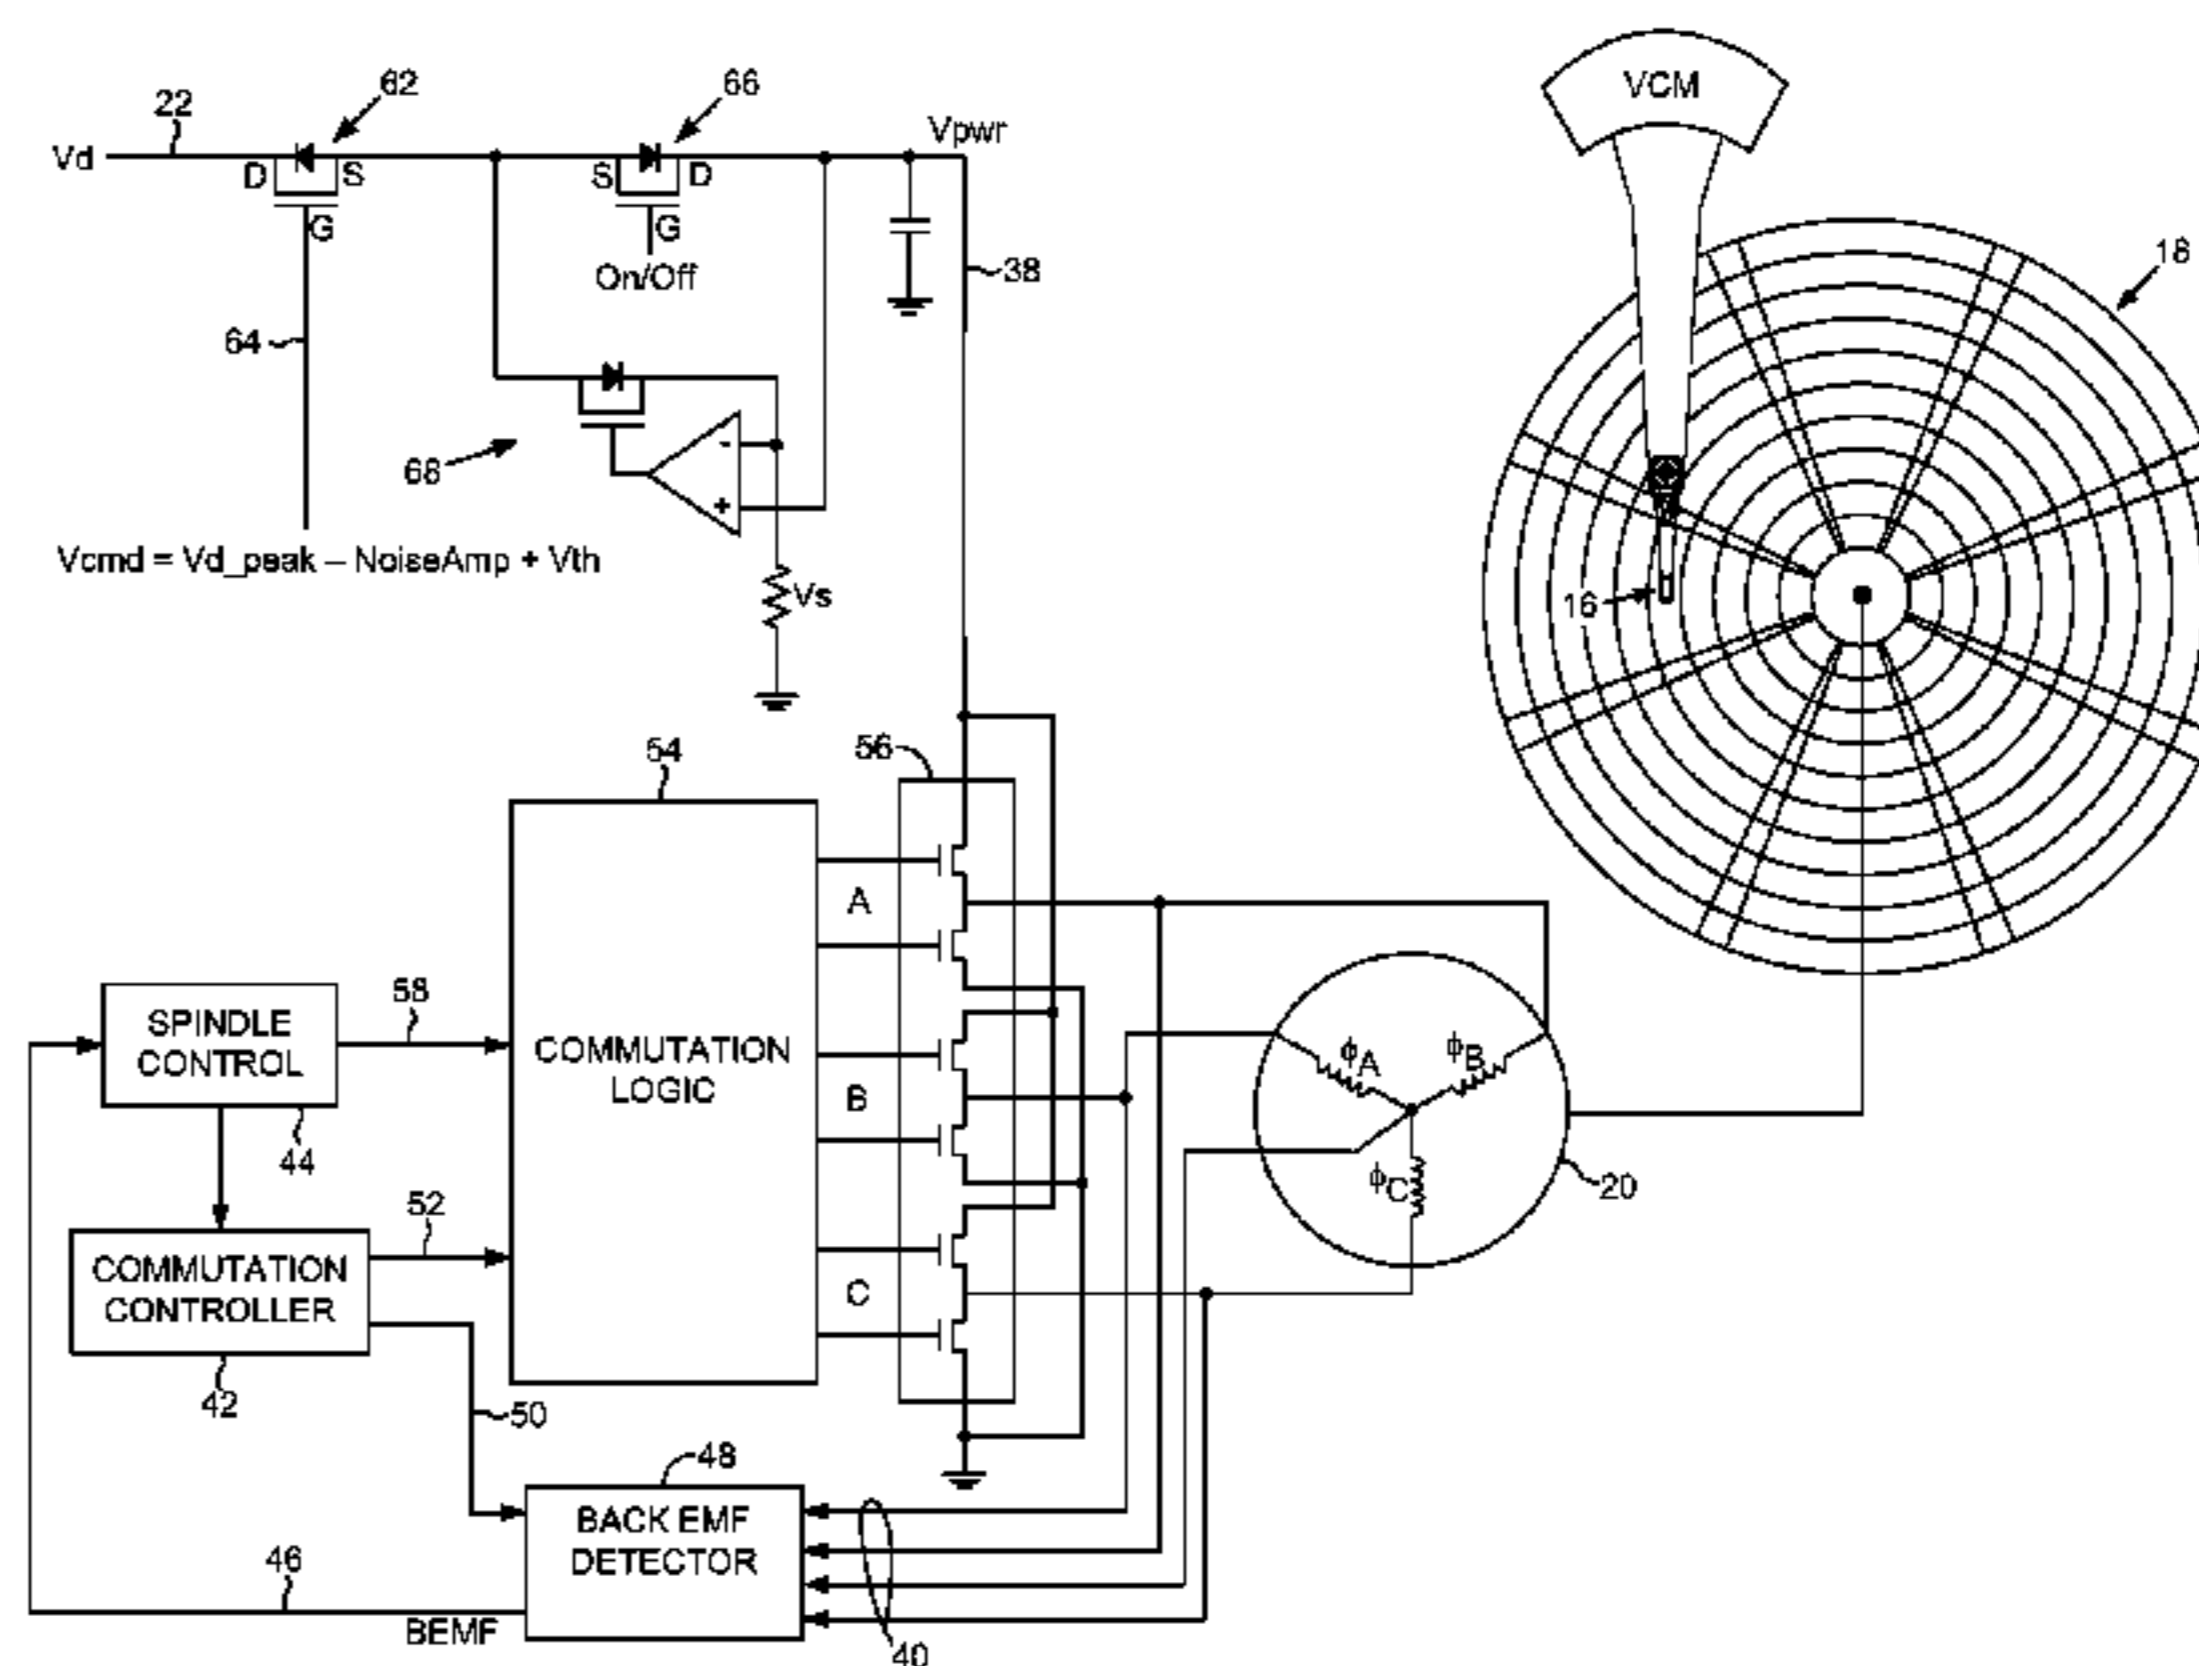 VCM
22
62
66
Vpwr
Vd
D
S
G
S
D
G
On/Off
38
18
64
68
-
+
Vcmd = Vd_peak – NoiseAmp + Vth
Vs
16
54
56
A
SPINDLE
CONTROL
58
COMMUTATION
LOGIC
B
ϕA
ϕB
44
ϕC
20
52
COMMUTATION
CONTROLLER
C
42
50
48
BACK EMF
DETECTOR
46
BEMF
40